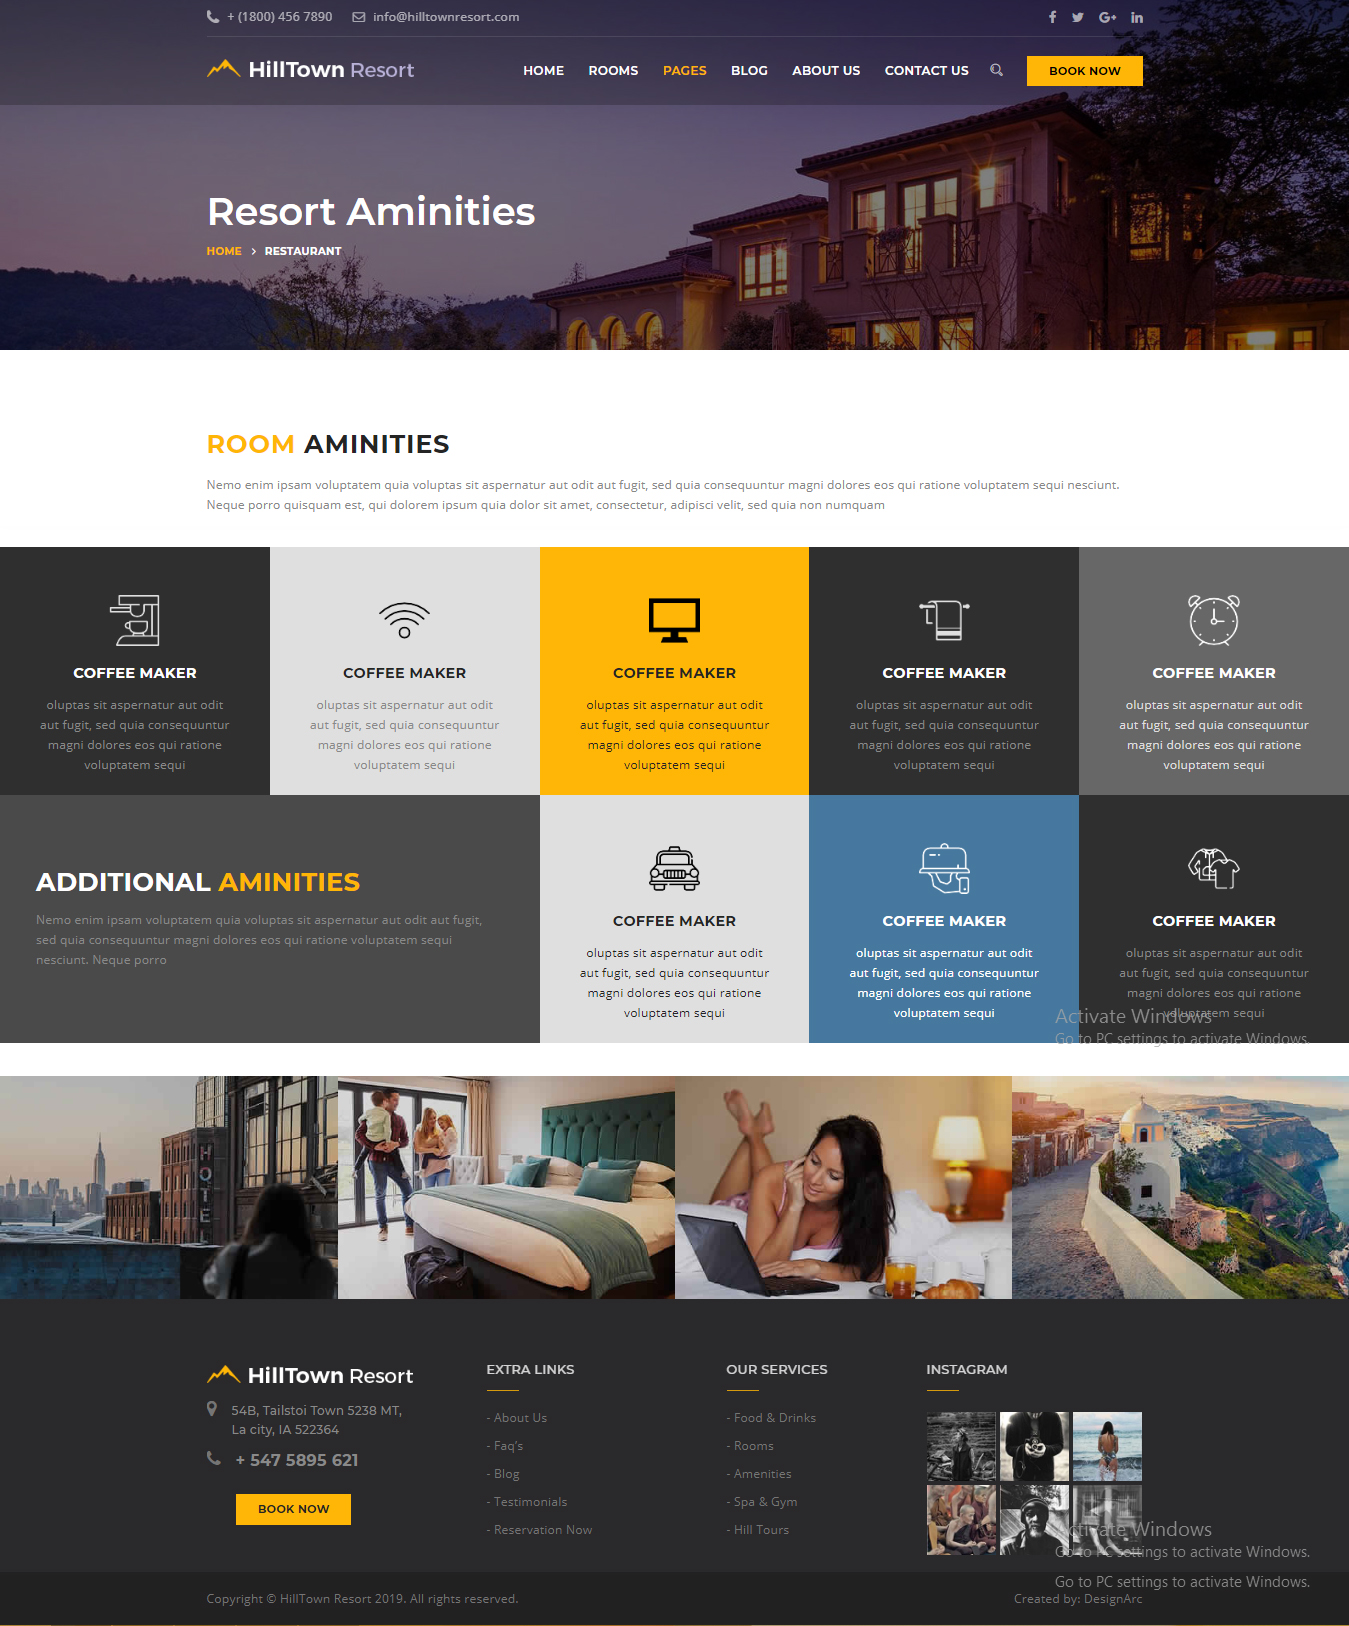 + (1800) 456 7890 info@hilltownresort.com
HillTown Resort
HOME ROOMS PAGES BLOG ABOUT US CONTACT US BOOK NOW
Resort Aminities
HOME > RESTAURANT
ROOM AMINITIES
Nemo enim ipsam voluptatem quia voluptas sit aspernatur aut odit aut fugit, sed quia consequuntur magni dolores eos qui ratione voluptatem sequi nesciunt.
Neque porro quisquam est, qui dolorem ipsum quia dolor sit amet, consectetur, adipisci velit, sed quia non numquam
COFFEE MAKER
oluptas sit aspernatur aut odit
aut fugit, sed quia consequuntur
magni dolores eos qui ratione
voluptatem sequi
COFFEE MAKER
oluptas sit aspernatur aut odit
aut fugit, sed quia consequuntur
magni dolores eos qui ratione
voluptatem sequi
COFFEE MAKER
oluptas sit aspernatur aut odit
aut fugit, sed quia consequuntur
magni dolores eos qui ratione
voluptatem sequi
COFFEE MAKER
oluptas sit aspernatur aut odit
aut fugit, sed quia consequuntur
magni dolores eos qui ratione
voluptatem sequi
COFFEE MAKER
oluptas sit aspernatur aut odit
aut fugit, sed quia consequuntur
magni dolores eos qui ratione
voluptatem sequi
ADDITIONAL AMINITIES
Nemo enim ipsam voluptatem quia voluptas sit aspernatur aut odit aut fugit,
sed quia consequuntur magni dolores eos qui ratione voluptatem sequi
nesciunt. Neque porro
COFFEE MAKER
oluptas sit aspernatur aut odit
aut fugit, sed quia consequuntur
magni dolores eos qui ratione
voluptatem sequi
COFFEE MAKER
oluptas sit aspernatur aut odit
aut fugit, sed quia consequuntur
magni dolores eos qui ratione
voluptatem sequi
COFFEE MAKER
oluptas sit aspernatur aut odit
aut fugit, sed quia consequuntur
magni dolores eos qui ratione
voluptatem sequi
Activate Windows
Go to PC settings to activate Windows.
HOTEL
HillTown Resort
54B, Tailstoi Town 5238 MT,
La city, IA 522364
+ 547 5895 621
BOOK NOW
EXTRA LINKS
- About Us
- Faq's
- Blog
- Testimonials
- Reservation Now
OUR SERVICES
- Food & Drinks
- Rooms
- Amenities
- Spa & Gym
- Hill Tours
INSTAGRAM
Activate Windows
Go to PC settings to activate Windows.
Go to PC settings to activate Windows.
Copyright © HillTown Resort 2019. All rights reserved.
Created by: DesignArc